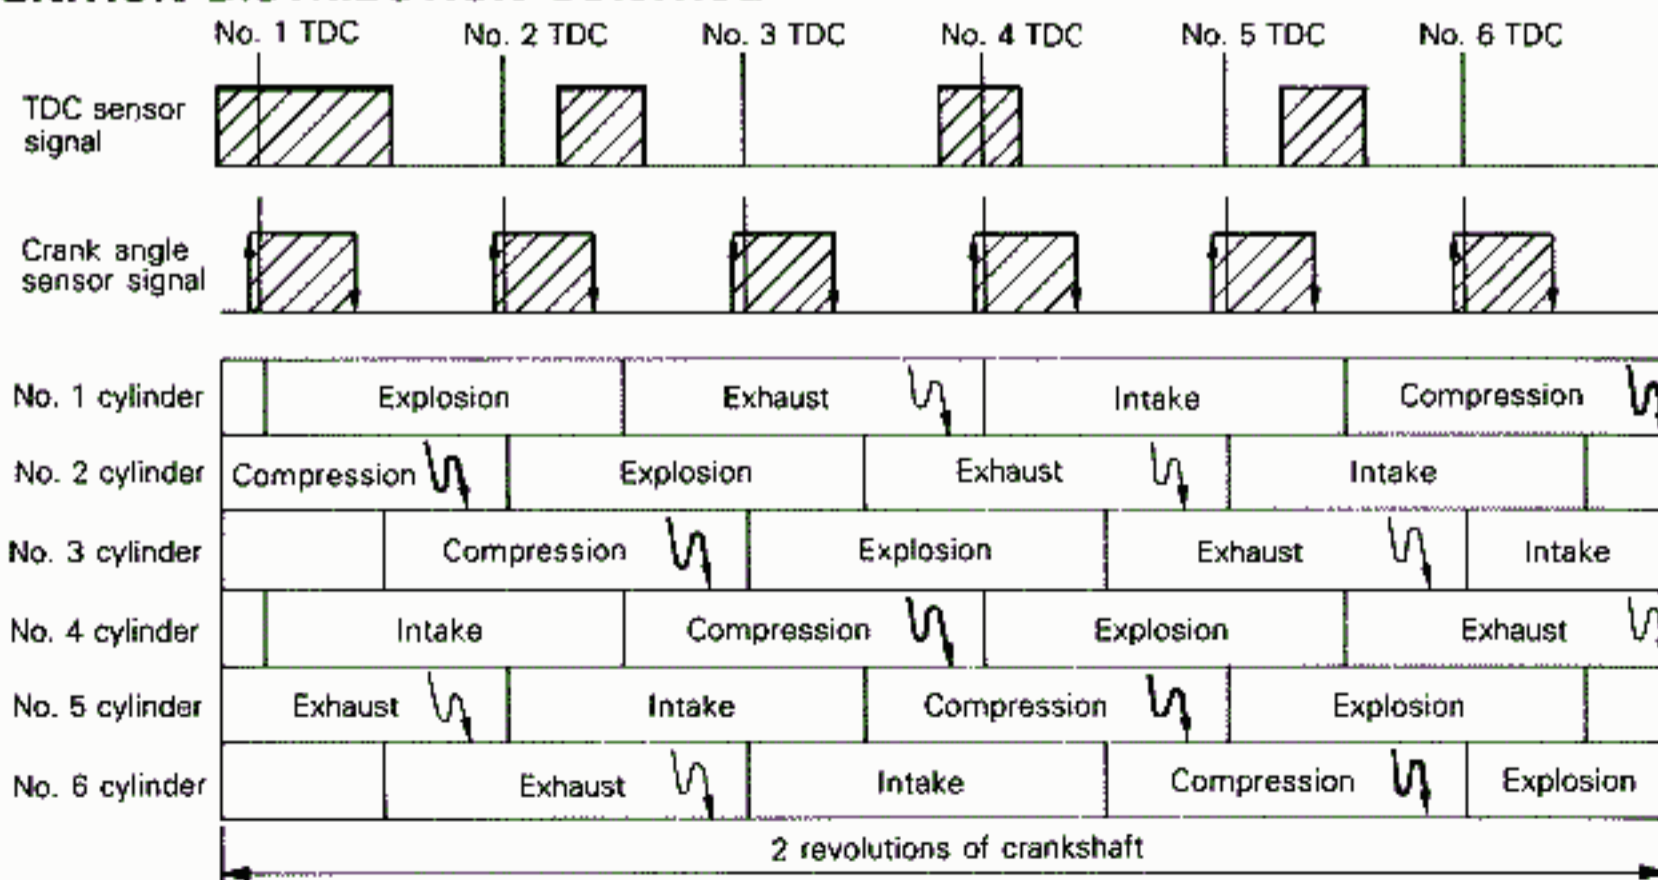 No. 1 TDC No. 2 TDC No. 3 TDC No. 4 TDC No. 5 TDC No. 6 TDC
TDC sensor
signal
Crank angle
sensor signal
No. 1 cylinder Explosion Exhaust Intake Compression
No. 2 cylinder Compression Explosion Exhaust Intake
No. 3 cylinder Compression Explosion Exhaust Intake
No. 4 cylinder Intake Compression Explosion Exhaust
No. 5 cylinder Exhaust Intake Compression Explosion
No. 6 cylinder Exhaust Intake Compression Explosion
2 revolutions of crankshaft